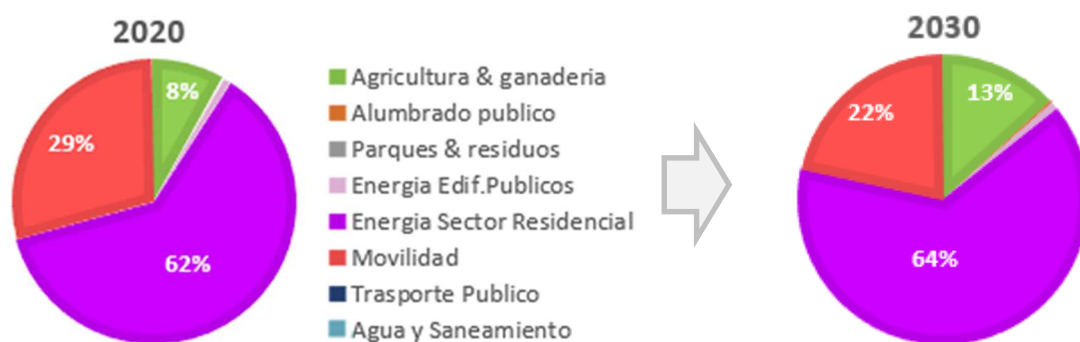 2020
8%
29%
62%
Agricultura & ganaderia
Alumbrado publico
Parques & residuos
Energia Edif.Publicos
Energia Sector Residencial
Movilidad
Trasporte Publico
Agua y Saneamiento
2030
13%
22%
64%